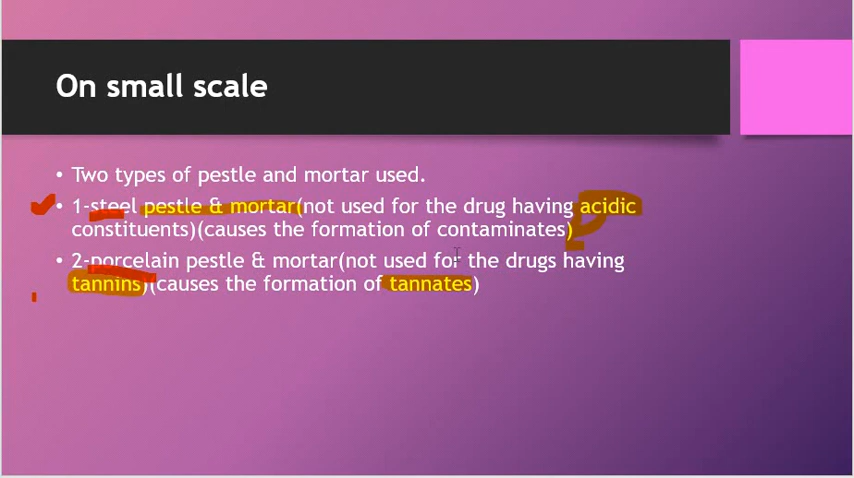 On small scale
• Two types of pestle and mortar used.
• 1-steel pestle & mortar(not used for the drug having acidic
constituents)(causes the formation of contaminates)
• 2-porcelain pestle & mortar(not used for the drugs having
tannins)(causes the formation of tannates)